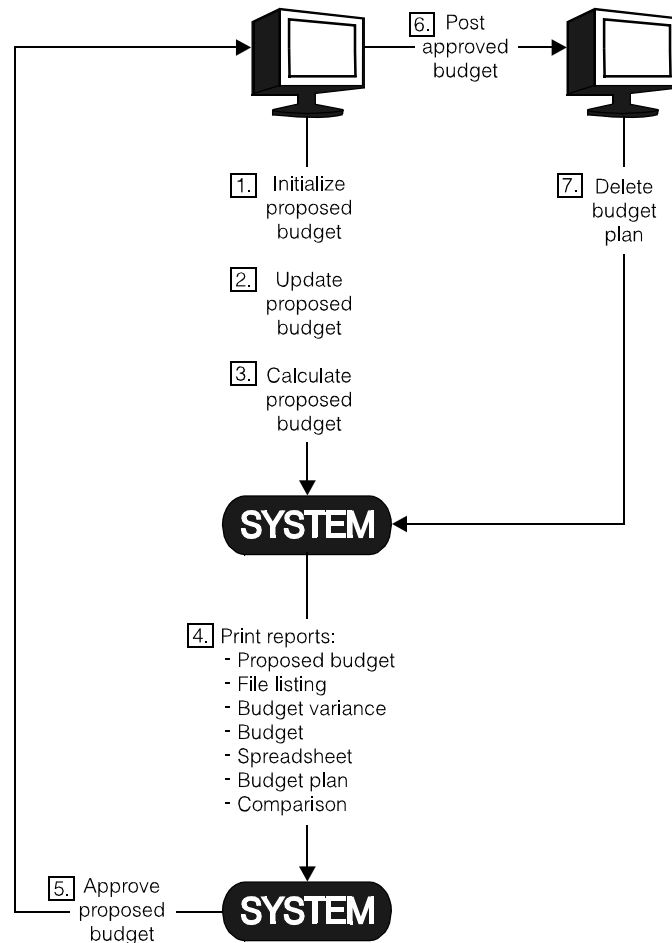 6. Post
approved
budget
1. Initialize
proposed
budget
7. Delete
budget
plan
2. Update
proposed
budget
3. Calculate
proposed
budget
SYSTEM
4. Print reports:
- Proposed budget
- File listing
- Budget variance
- Budget
- Spreadsheet
- Budget plan
- Comparison
5. Approve
proposed
budget
SYSTEM